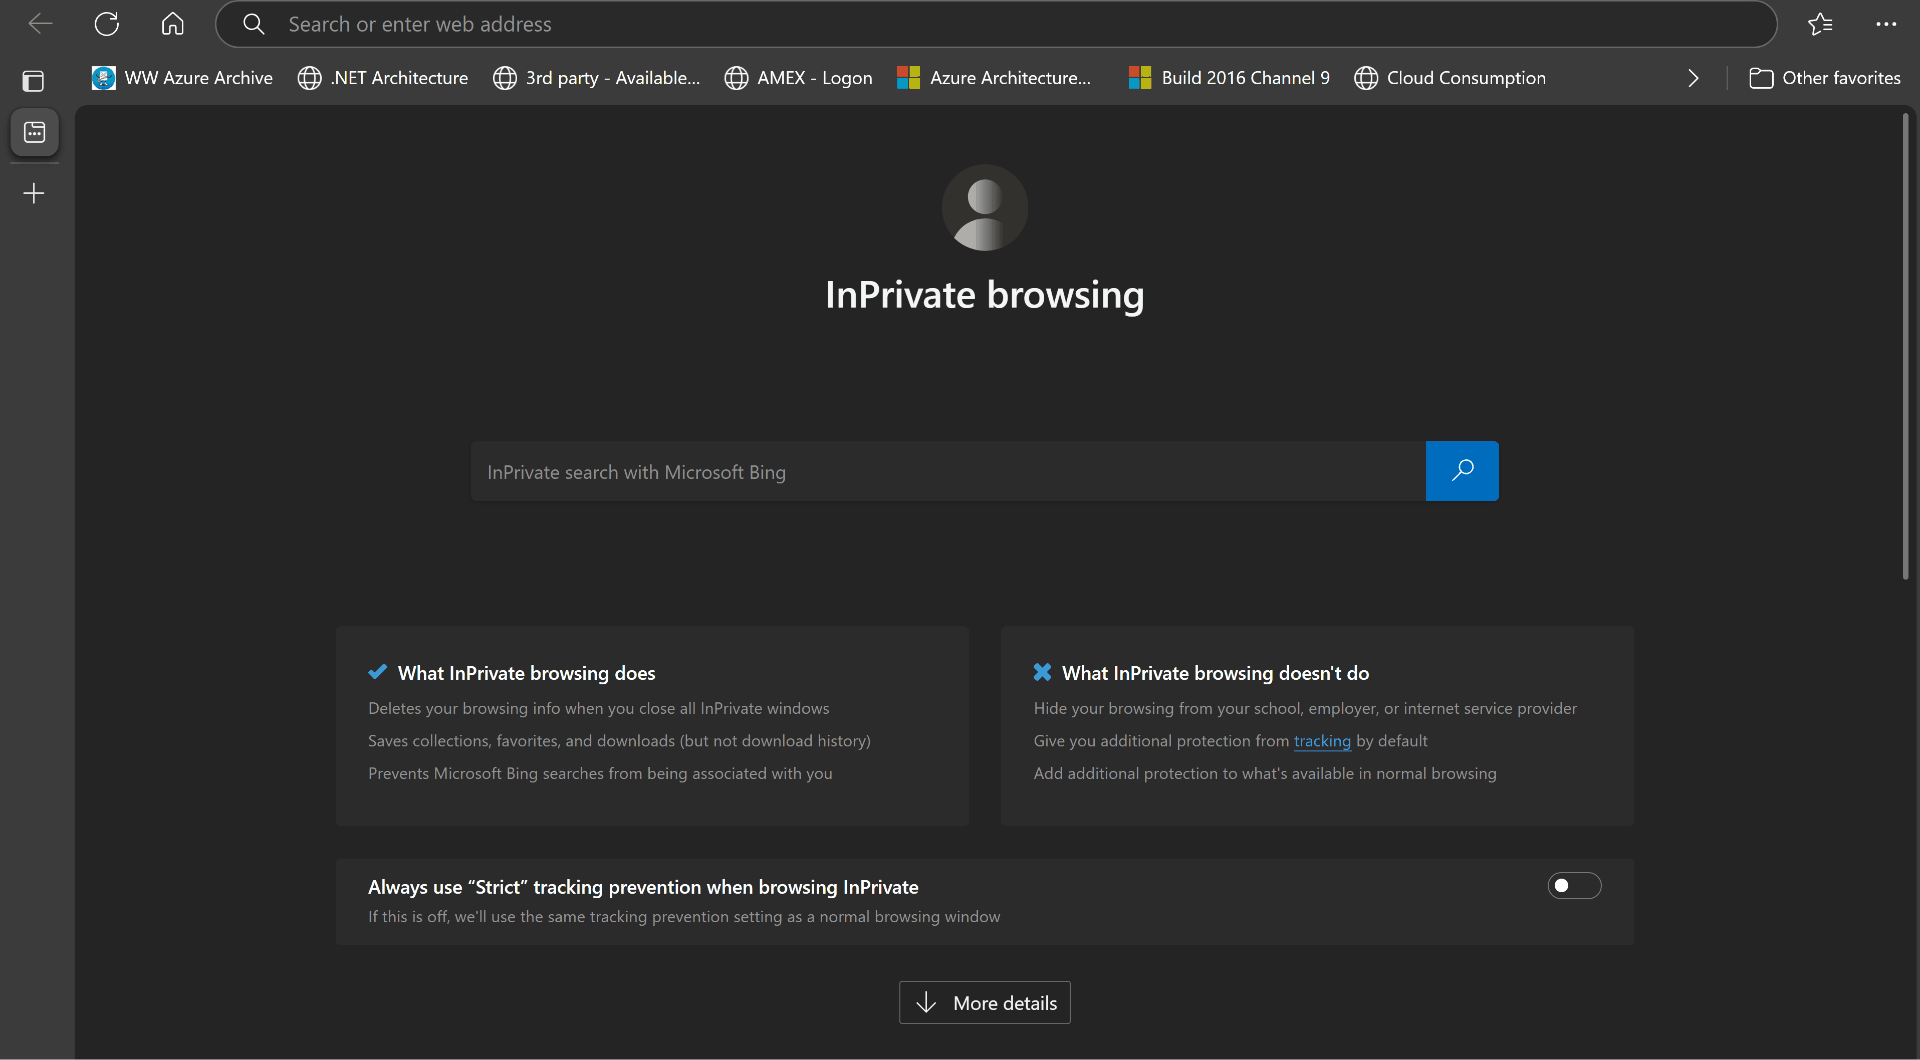 Search or enter web address
WW Azure Archive
.NET Architecture
3rd party - Available...
AMEX - Logon
Azure Architecture...
Build 2016 Channel 9
Cloud Consumption
Other favorites
InPrivate browsing
InPrivate search with Microsoft Bing
What InPrivate browsing does
Deletes your browsing info when you close all InPrivate windows
Saves collections, favorites, and downloads (but not download history)
Prevents Microsoft Bing searches from being associated with you
What InPrivate browsing doesn't do
Hide your browsing from your school, employer, or internet service provider
Give you additional protection from tracking by default
Add additional protection to what's available in normal browsing
Always use “Strict” tracking prevention when browsing InPrivate
If this is off, we'll use the same tracking prevention setting as a normal browsing window
More details